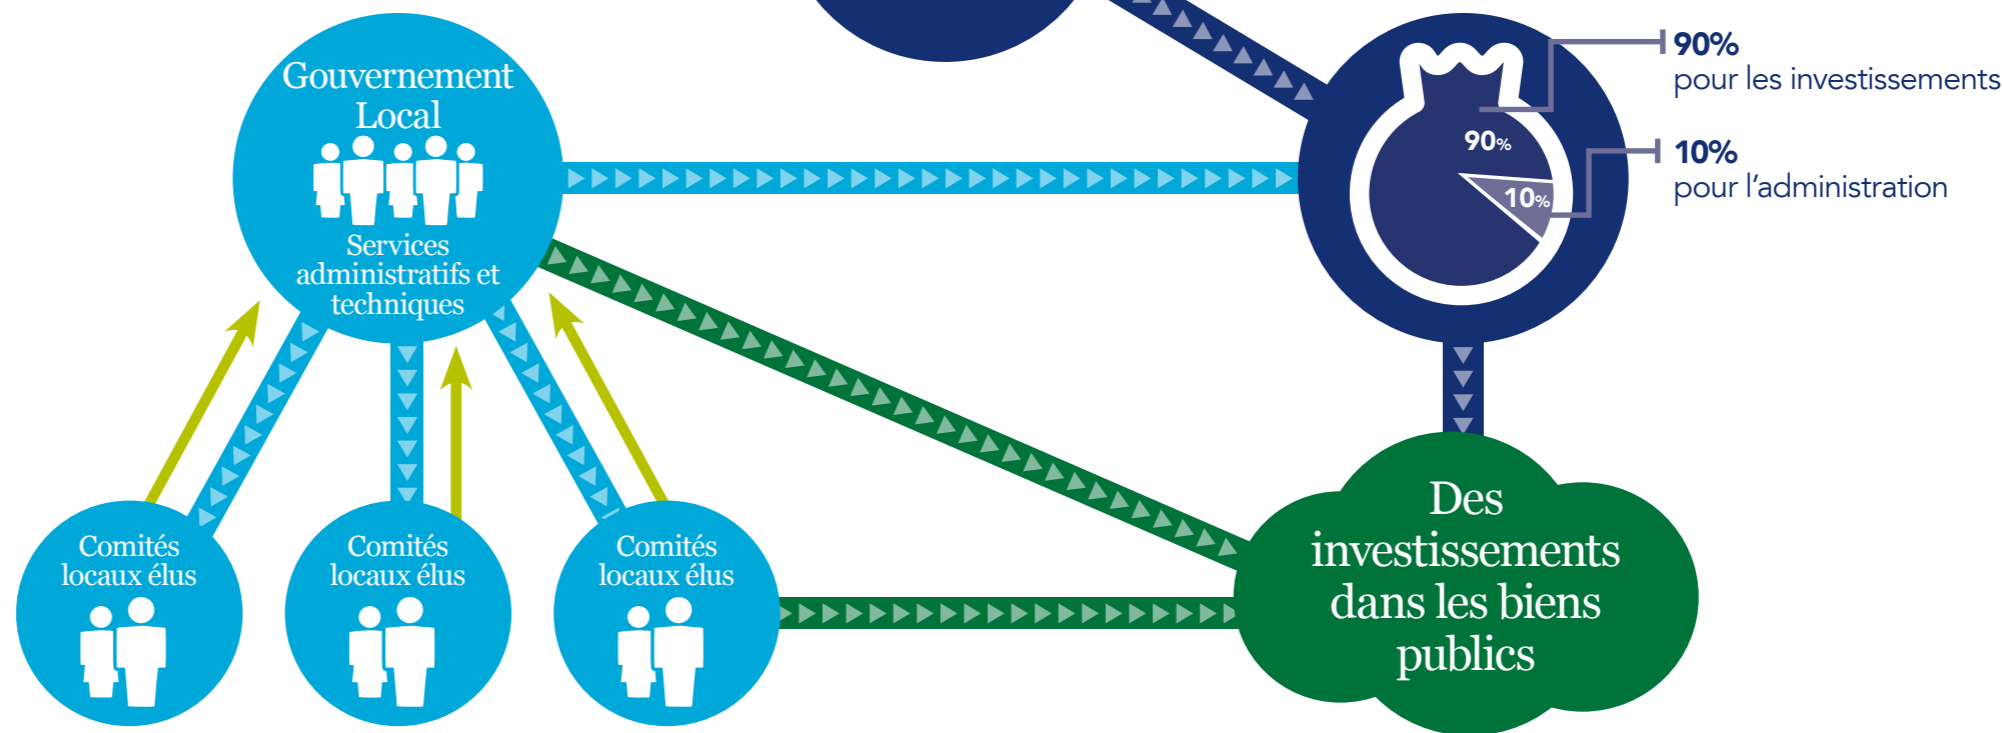 Gouvernement
Local
Services
administratifs et
techniques
90%
10%
90%
pour les investissements
10%
pour l'administration
Comités
locaux élus
Comités
locaux élus
Comités
locaux élus
Des
investissements
dans les biens
publics